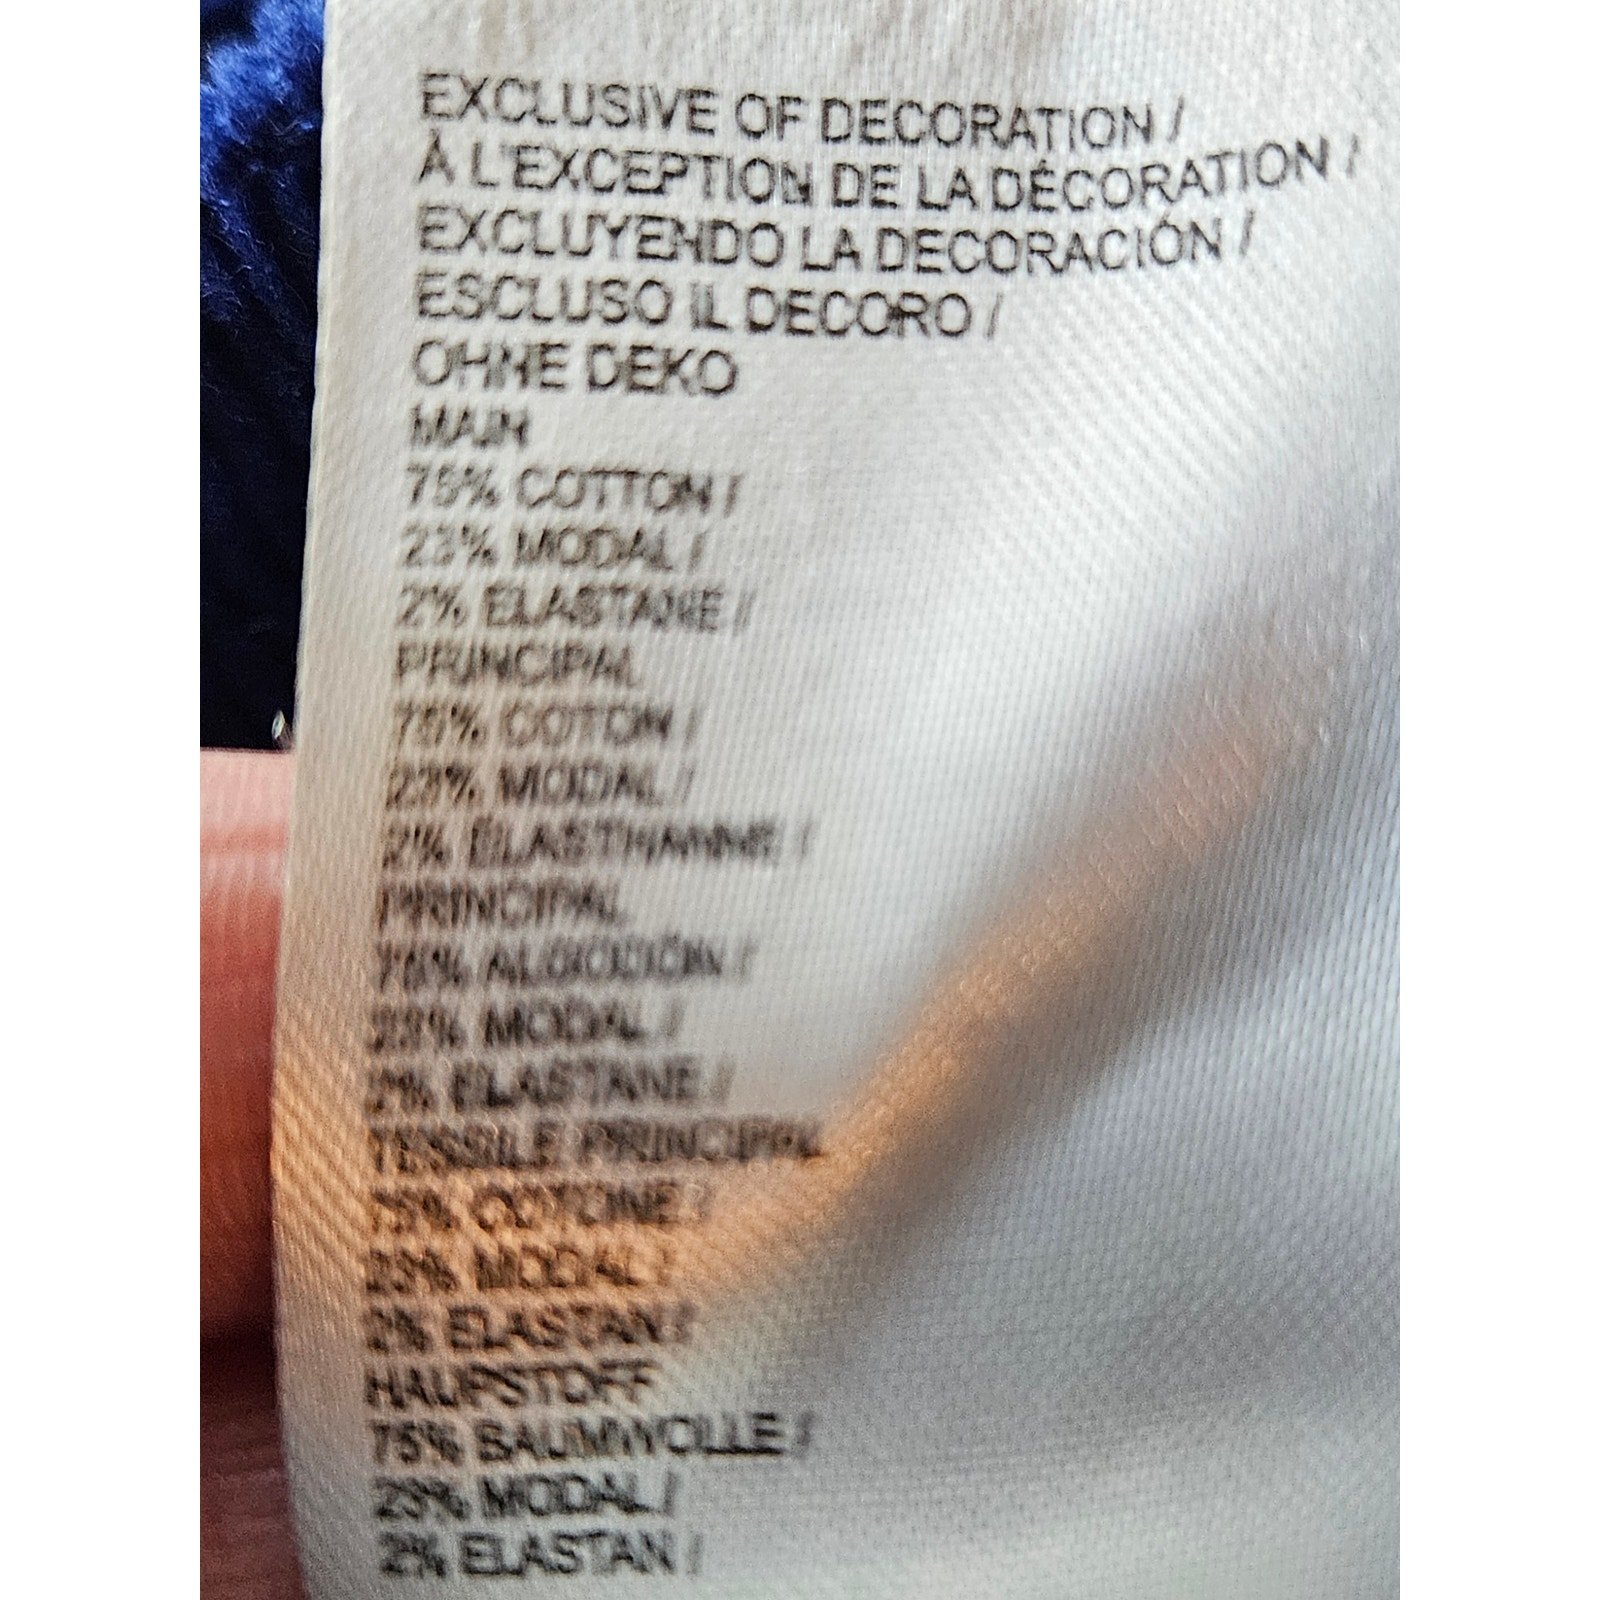 EXCLUSIVE OF DECORATION /
À L'EXCEPTION DE LA DÉCORATION /
EXCLUYENDO LA DECORACIÓN /
ESCLUSO IL DECORO /
OHNE DEKO
MAIN
75% COTTON /
23% MODAL /
2% ELASTANE /
PRINCIPAL
75% COTON /
23% MODAL /
2% ÉLASTHANNE /
PRINCIPAL
75% ALGODÓN /
23% MODAL /
2% ELASTANE /
TESSILE PRINCIPAL
75% COTONE /
23% MODAL /
2% ELASTAN /
HAUPSTOFF
75% BAUMWOLLE /
23% MODAL /
2% ELASTAN /